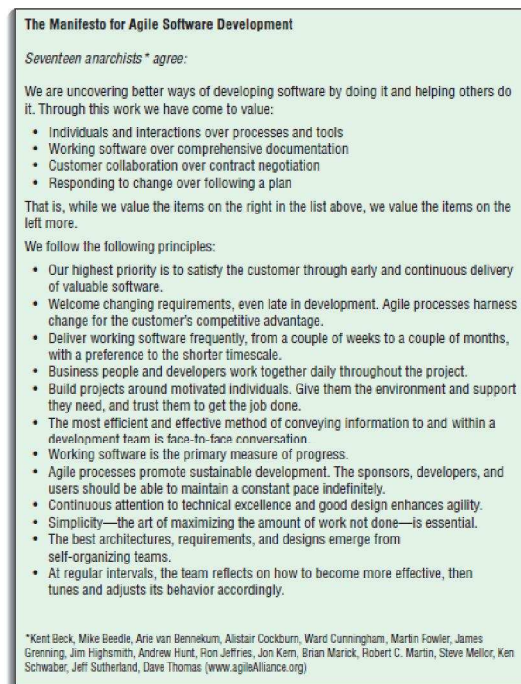 The Manifesto for Agile Software Development
Seventeen anarchists* agree:
We are uncovering better ways of developing software by doing it and helping others do
it. Through this work we have come to value:
• Individuals and interactions over processes and tools
• Working software over comprehensive documentation
• Customer collaboration over contract negotiation
• Responding to change over following a plan
That is, while we value the items on the right in the list above, we value the items on the
left more.
We follow the following principles:
• Our highest priority is to satisfy the customer through early and continuous delivery
of valuable software.
• Welcome changing requirements, even late in development. Agile processes harness
change for the customer's competitive advantage.
• Deliver working software frequently, from a couple of weeks to a couple of months,
with a preference to the shorter timescale.
• Business people and developers work together daily throughout the project.
• Build projects around motivated individuals. Give them the environment and support
they need, and trust them to get the job done.
• The most efficient and effective method of conveying information to and within a
development team is face-to-face conversation.
• Working software is the primary measure of progress.
• Agile processes promote sustainable development. The sponsors, developers, and
users should be able to maintain a constant pace indefinitely.
• Continuous attention to technical excellence and good design enhances agility.
• Simplicity—the art of maximizing the amount of work not done—is essential.
• The best architectures, requirements, and designs emerge from
self-organizing teams.
• At regular intervals, the team reflects on how to become more effective, then
tunes and adjusts its behavior accordingly.
*Kent Beck, Mike Beedle, Arie van Bennekum, Alistair Cockburn, Ward Cunningham, Martin Fowler, James
Grenning, Jim Highsmith, Andrew Hunt, Ron Jeffries, Jon Kern, Brian Marick, Robert C. Martin, Steve Mellor, Ken
Schwaber, Jeff Sutherland, Dave Thomas (www.agileAlliance.org)